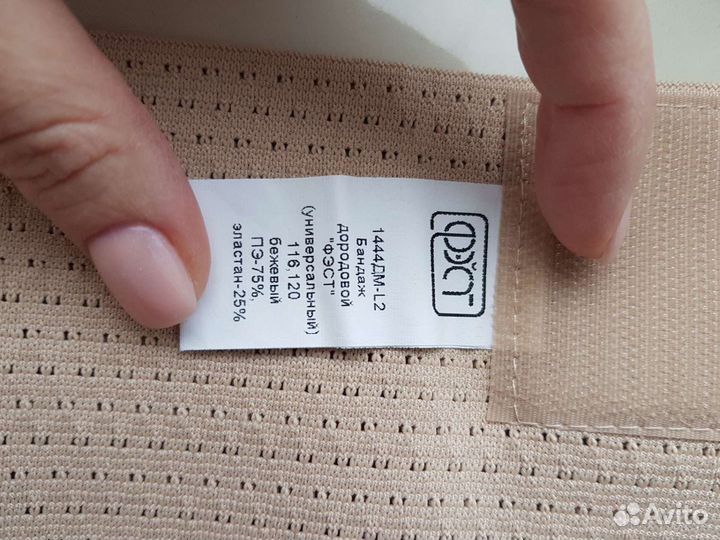 ФЭСТ
1444ДМ-L2
Бандаж
дородовой
"ФЭСТ"
(универсальный)
116,120
бежевый
ПЭ-75%,
эластан-25%
Avito